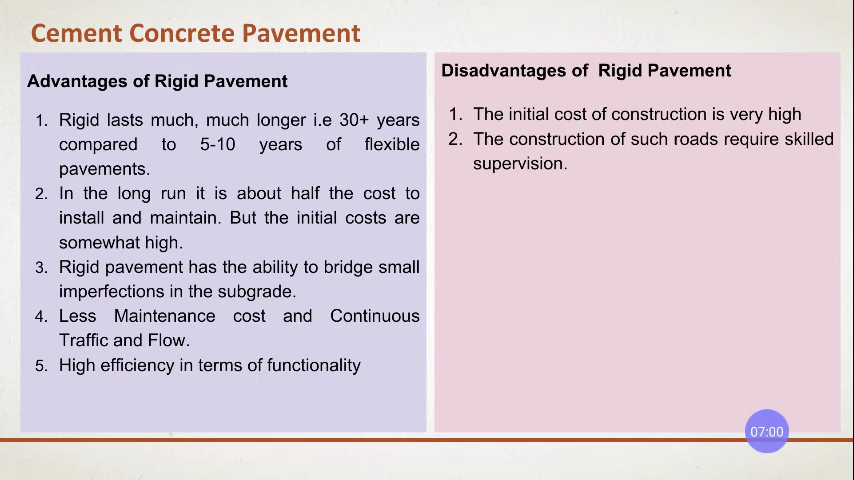 Cement Concrete Pavement
Advantages of Rigid Pavement
1. Rigid lasts much, much longer i.e 30+ years
compared to 5-10 years of flexible
pavements.
2. In the long run it is about half the cost to
install and maintain. But the initial costs are
somewhat high.
3. Rigid pavement has the ability to bridge small
imperfections in the subgrade.
4. Less Maintenance cost and Continuous
Traffic and Flow.
5. High efficiency in terms of functionality
Disadvantages of Rigid Pavement
1. The initial cost of construction is very high
2. The construction of such roads require skilled
supervision.
07:00